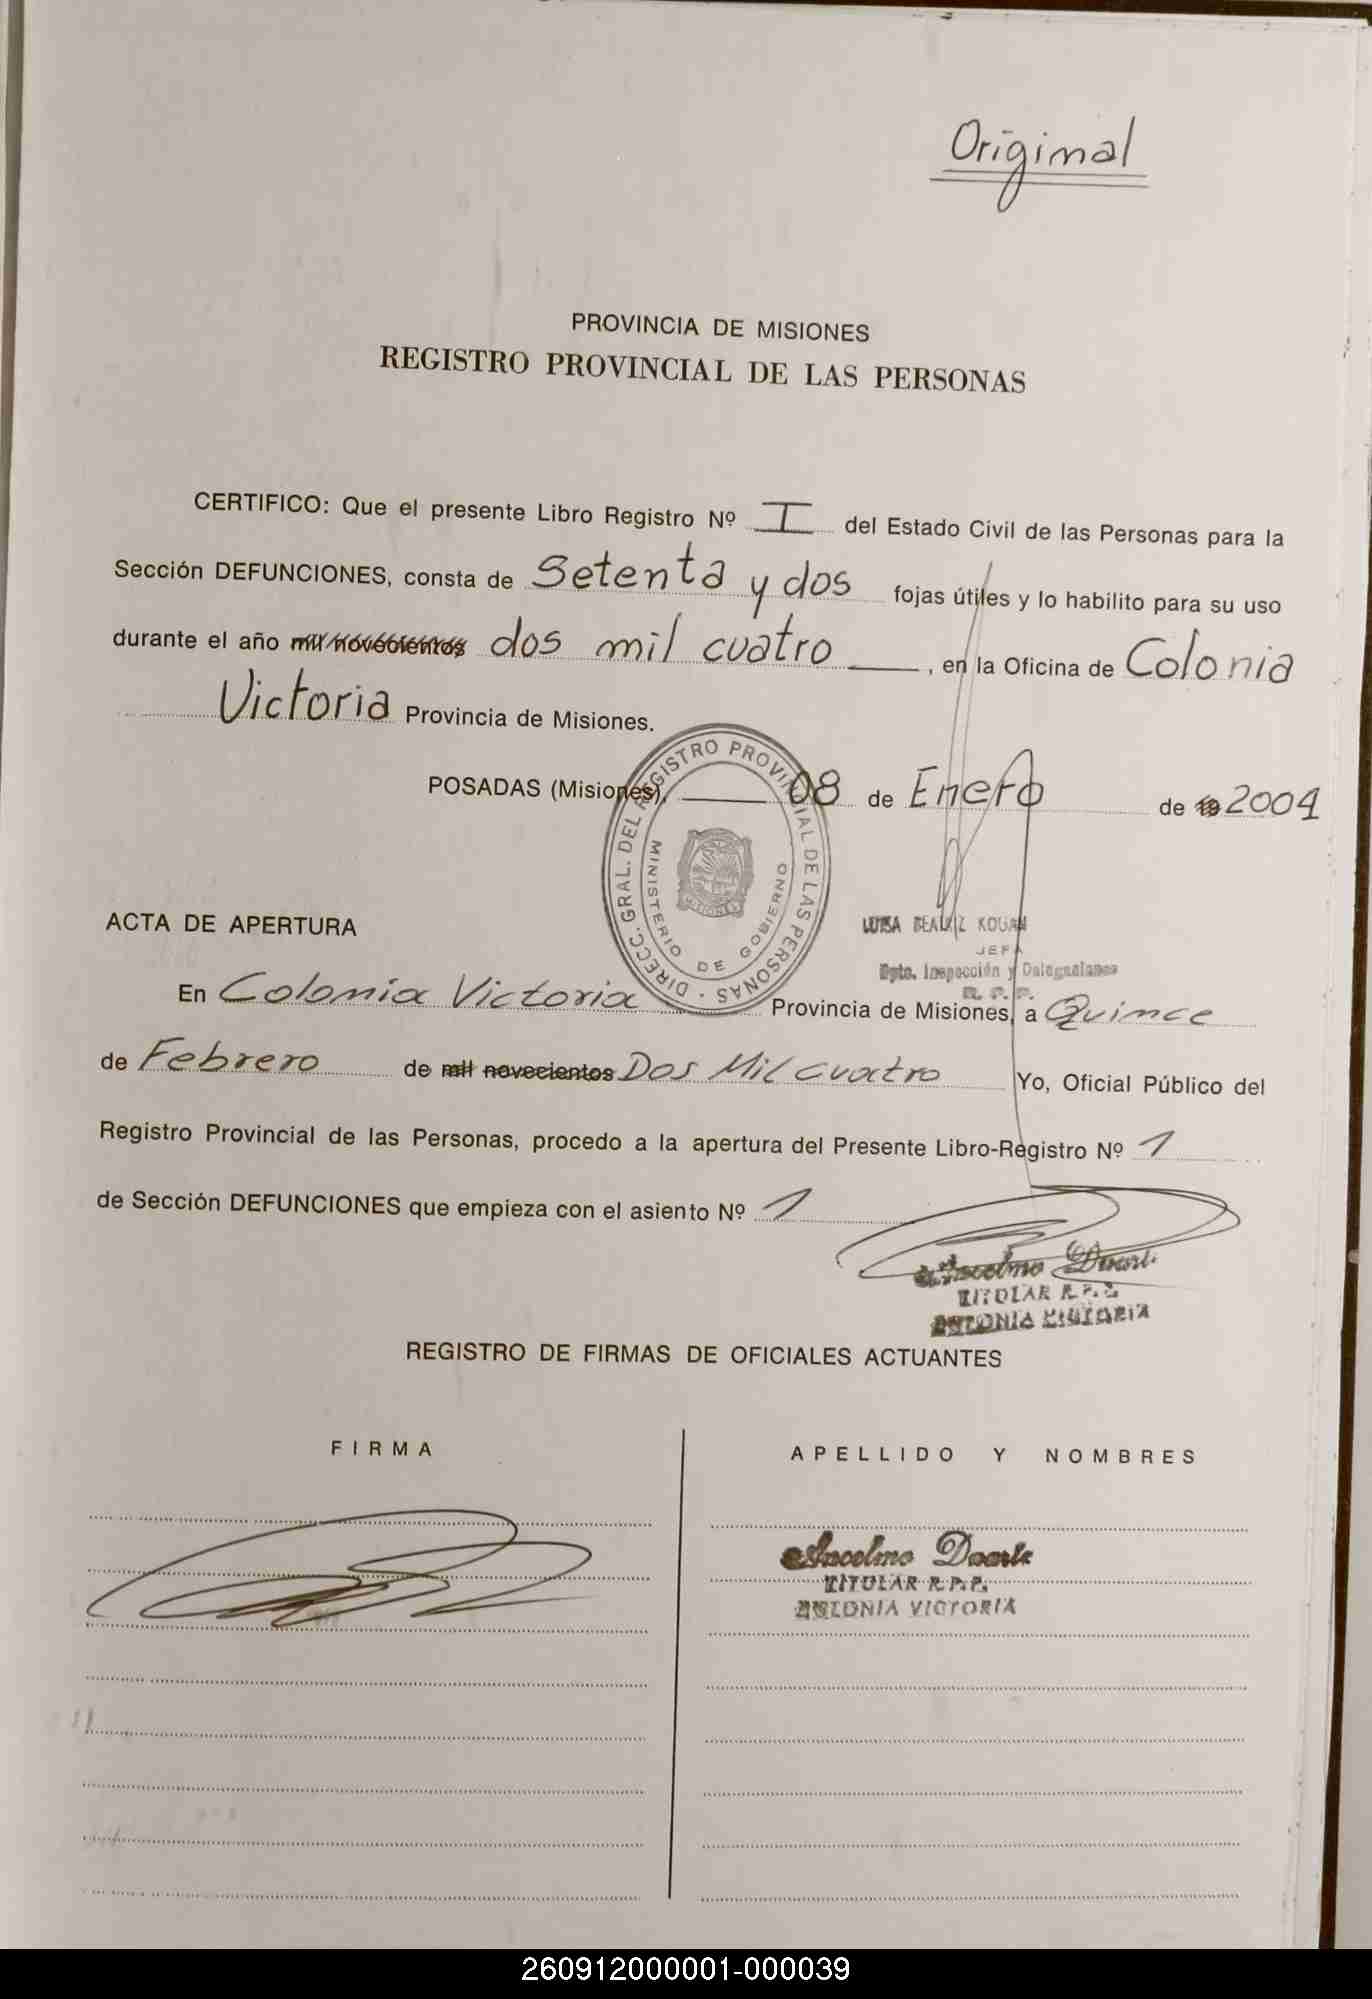 Original
PROVINCIA DE MISIONES
REGISTRO PROVINCIAL DE LAS PERSONAS
CERTIFICO: Que el presente Libro Registro Nº I del Estado Civil de las Personas para la
Sección DEFUNCIONES, consta de Setenta y dos fojas útiles y lo habilito para su uso
durante el año mil novecientos dos mil cuatro , en la Oficina de Colonia
Victoria Provincia de Misiones.
POSADAS (Misiones), 08 de Enero de 19 2004
DIRECC. GRAL. DEL REGISTRO PROVINCIAL DE LAS PERSONAS
MINISTERIO DE GOBIERNO
MISIONES
ACTA DE APERTURA
LUISA BEATRIZ KOGAN
JEFA
Dpto. Inspección y Delegaciones
R. P. P.
En Colonia Victoria Provincia de Misiones, a Quince
de Febrero de mil novecientos Dos Mil Cuatro Yo, Oficial Público del
Registro Provincial de las Personas, procedo a la apertura del Presente Libro-Registro Nº 1
de Sección DEFUNCIONES que empieza con el asiento Nº 1
Anselmo Duarte
TITULAR R.P.P.
COLONIA VICTORIA
REGISTRO DE FIRMAS DE OFICIALES ACTUANTES
FIRMA
APELLIDO Y NOMBRES
Anselmo Duarte
TITULAR R.P.P.
COLONIA VICTORIA
260912000001-000039